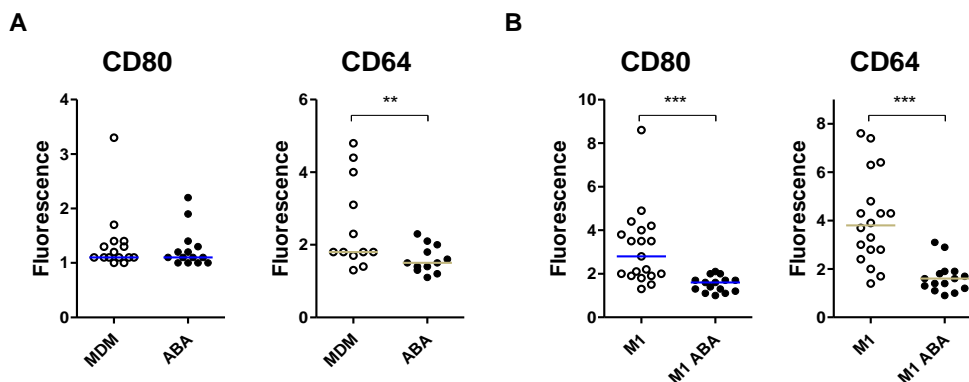 A
B
CD80
CD64
CD80
CD64
Fluorescence
4
3
2
1
0
MDM
ABA
Fluorescence
6
4
2
0
**
MDM
ABA
Fluorescence
10
8
6
4
2
0
***
M1
M1 ABA
Fluorescence
8
6
4
2
0
***
M1
M1 ABA